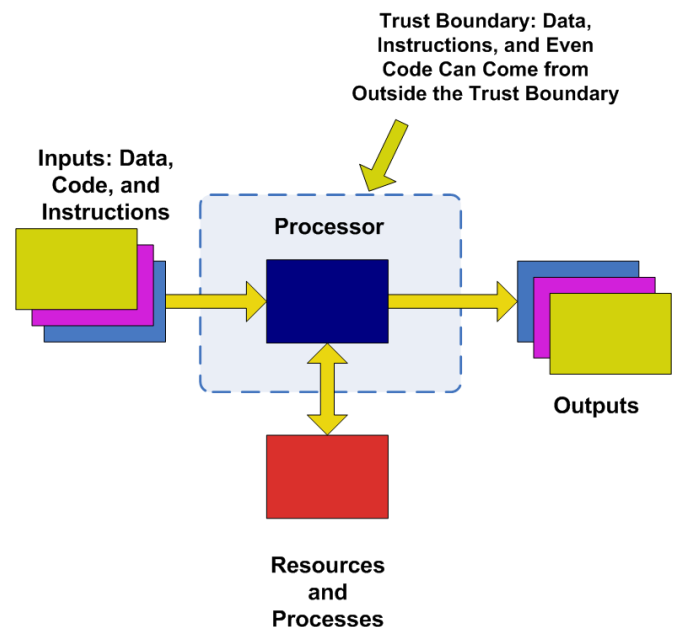 Trust Boundary: Data,
Instructions, and Even
Code Can Come from
Outside the Trust Boundary
Inputs: Data,
Code, and
Instructions
Processor
Outputs
Resources
and
Processes